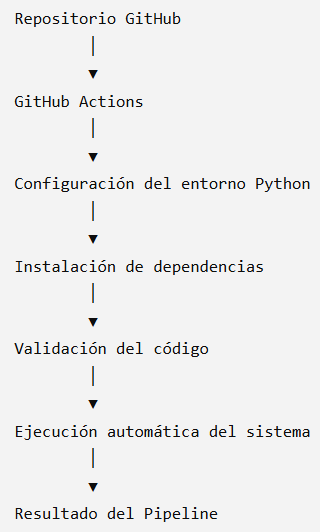 Repositorio GitHub
GitHub Actions
Configuración del entorno Python
Instalación de dependencias
Validación del código
Ejecución automática del sistema
Resultado del Pipeline